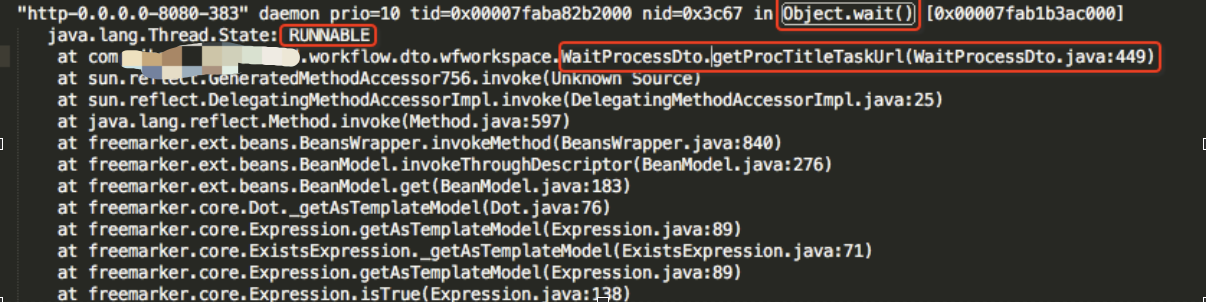 "http-0.0.0.0-8080-383" daemon prio=10 tid=0x00007faba82b2000 nid=0x3c67 in Object.wait() [0x00007fab1b3ac000]
java.lang.Thread.State: RUNNABLE
at com .workflow.dto.wfworkspace.WaitProcessDto.getProcTitleTaskUrl(WaitProcessDto.java:449)
at sun.reflect.GeneratedMethodAccessor756.invoke(Unknown Source)
at sun.reflect.DelegatingMethodAccessorImpl.invoke(DelegatingMethodAccessorImpl.java:25)
at java.lang.reflect.Method.invoke(Method.java:597)
at freemarker.ext.beans.BeansWrapper.invokeMethod(BeansWrapper.java:840)
at freemarker.ext.beans.BeanModel.invokeThroughDescriptor(BeanModel.java:276)
at freemarker.ext.beans.BeanModel.get(BeanModel.java:183)
at freemarker.core.Dot._getAsTemplateModel(Dot.java:76)
at freemarker.core.Expression.getAsTemplateModel(Expression.java:89)
at freemarker.core.ExistsExpression._getAsTemplateModel(ExistsExpression.java:71)
at freemarker.core.Expression.getAsTemplateModel(Expression.java:89)
at freemarker.core.Expression.isTrue(Expression.java:138)